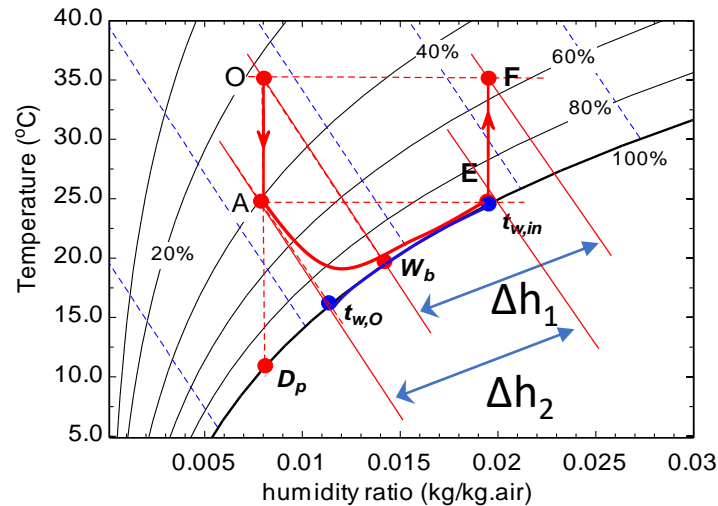 Temperature (°C)
40.0
35.0
30.0
25.0
20.0
15.0
10.0
5.0
0.005
0.01
0.015
0.02
0.025
0.03
humidity ratio (kg/kg.air)
20%
40%
60%
80%
100%
O
F
A
E
t_w,in
W_b
t_w,O
D_p
Δh₁
Δh₂